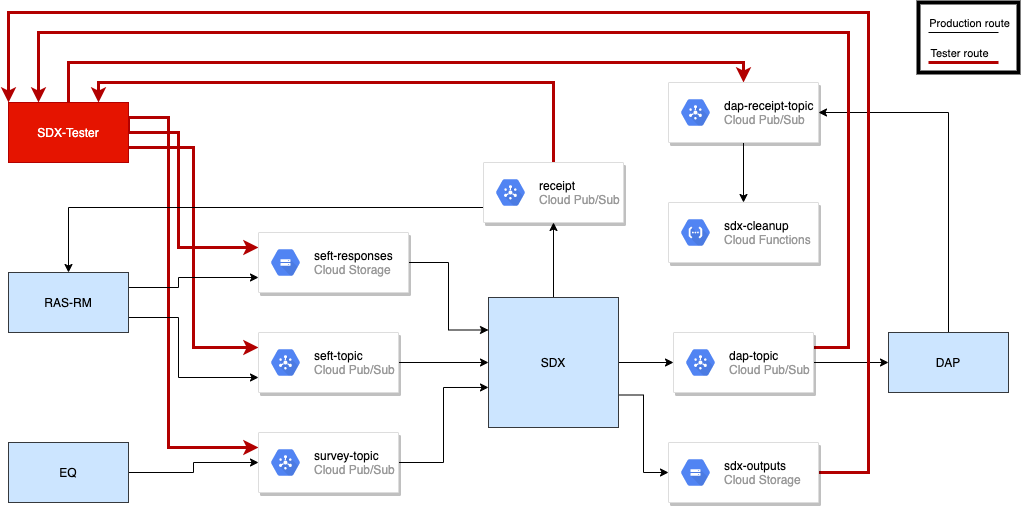 Production route
Tester route
SDX-Tester
dap-receipt-topic
Cloud Pub/Sub
receipt
Cloud Pub/Sub
sdx-cleanup
Cloud Functions
seft-responses
Cloud Storage
RAS-RM
seft-topic
Cloud Pub/Sub
SDX
dap-topic
Cloud Pub/Sub
DAP
EQ
survey-topic
Cloud Pub/Sub
sdx-outputs
Cloud Storage